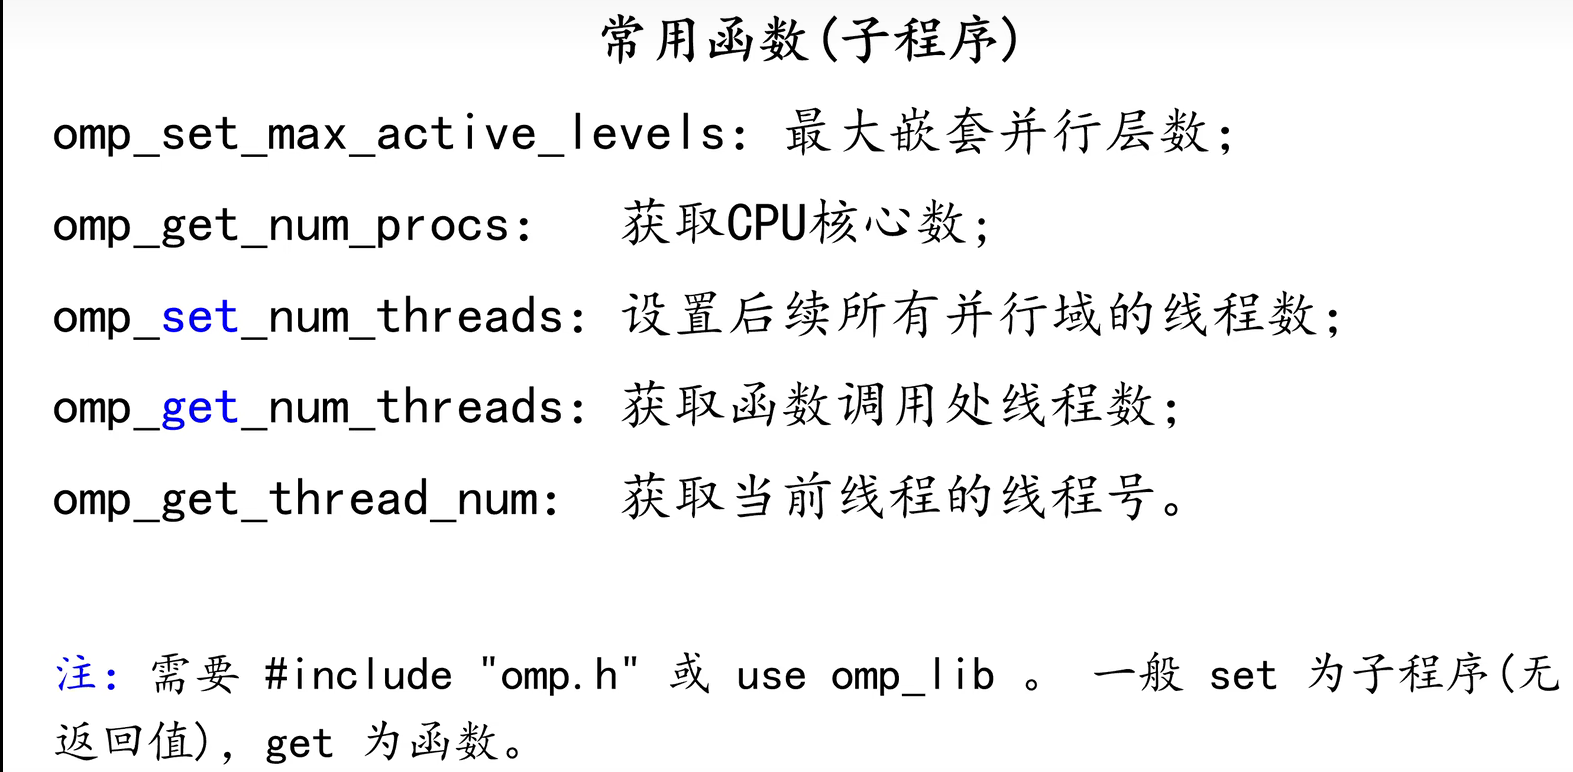 常用函数(子程序)
omp_set_max_active_levels: 最大嵌套并行层数;
omp_get_num_procs: 获取CPU核心数;
omp_set_num_threads: 设置后续所有并行域的线程数;
omp_get_num_threads: 获取函数调用处线程数;
omp_get_thread_num: 获取当前线程的线程号。
注: 需要 #include "omp.h" 或 use omp_lib 。 一般 set 为子程序(无
返回值), get 为函数。